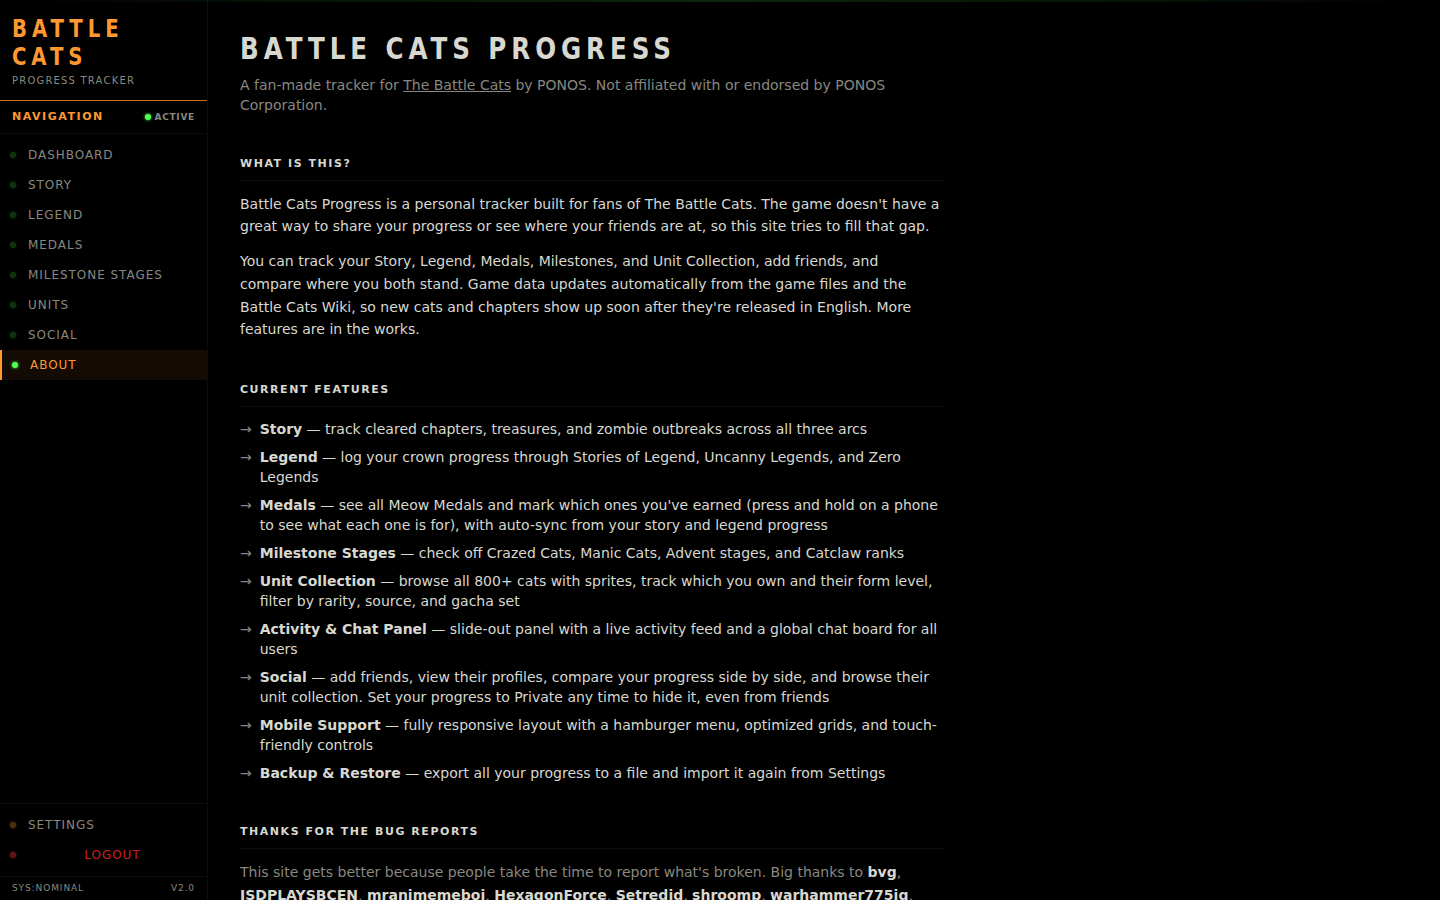 BATTLE
CATS
PROGRESS TRACKER
NAVIGATION
ACTIVE
DASHBOARD
STORY
LEGEND
MEDALS
MILESTONE STAGES
UNITS
SOCIAL
ABOUT
SETTINGS
LOGOUT
SYS:NOMINAL
V2.0
BATTLE CATS PROGRESS
A fan-made tracker for The Battle Cats by PONOS. Not affiliated with or endorsed by PONOS
Corporation.
WHAT IS THIS?
Battle Cats Progress is a personal tracker built for fans of The Battle Cats. The game doesn't have a
great way to share your progress or see where your friends are at, so this site tries to fill that gap.
You can track your Story, Legend, Medals, Milestones, and Unit Collection, add friends, and
compare where you both stand. Game data updates automatically from the game files and the
Battle Cats Wiki, so new cats and chapters show up soon after they're released in English. More
features are in the works.
CURRENT FEATURES
→ Story — track cleared chapters, treasures, and zombie outbreaks across all three arcs
→ Legend — log your crown progress through Stories of Legend, Uncanny Legends, and Zero
Legends
→ Medals — see all Meow Medals and mark which ones you've earned (press and hold on a phone
to see what each one is for), with auto-sync from your story and legend progress
→ Milestone Stages — check off Crazed Cats, Manic Cats, Advent stages, and Catclaw ranks
→ Unit Collection — browse all 800+ cats with sprites, track which you own and their form level,
filter by rarity, source, and gacha set
→ Activity & Chat Panel — slide-out panel with a live activity feed and a global chat board for all
users
→ Social — add friends, view their profiles, compare your progress side by side, and browse their
unit collection. Set your progress to Private any time to hide it, even from friends
→ Mobile Support — fully responsive layout with a hamburger menu, optimized grids, and touch-
friendly controls
→ Backup & Restore — export all your progress to a file and import it again from Settings
THANKS FOR THE BUG REPORTS
This site gets better because people take the time to report what's broken. Big thanks to bvg,
JSDPLAYSBCEN, mranimemeboi, HexagonForce, Setredid, shroomp, warhammer775ig,